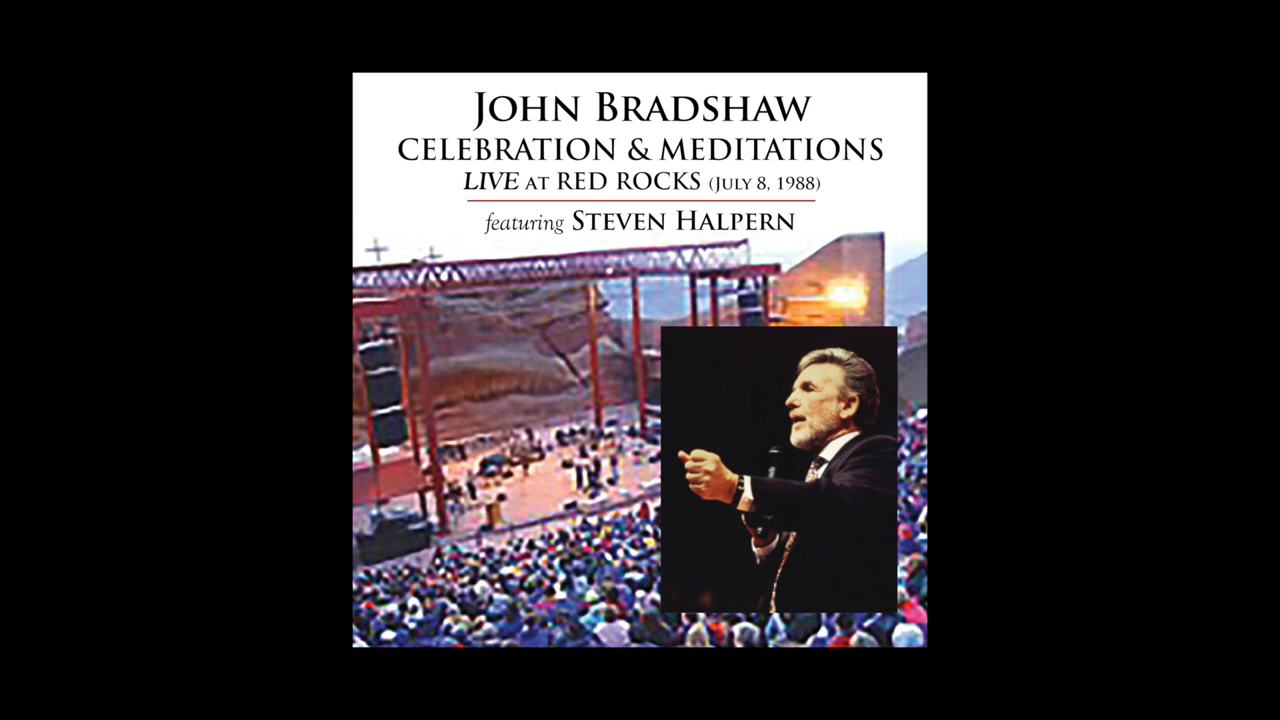 John Bradshaw
CELEBRATION & MEDITATIONS
LIVE AT RED ROCKS (JULY 8, 1988)
featuring STEVEN HALPERN